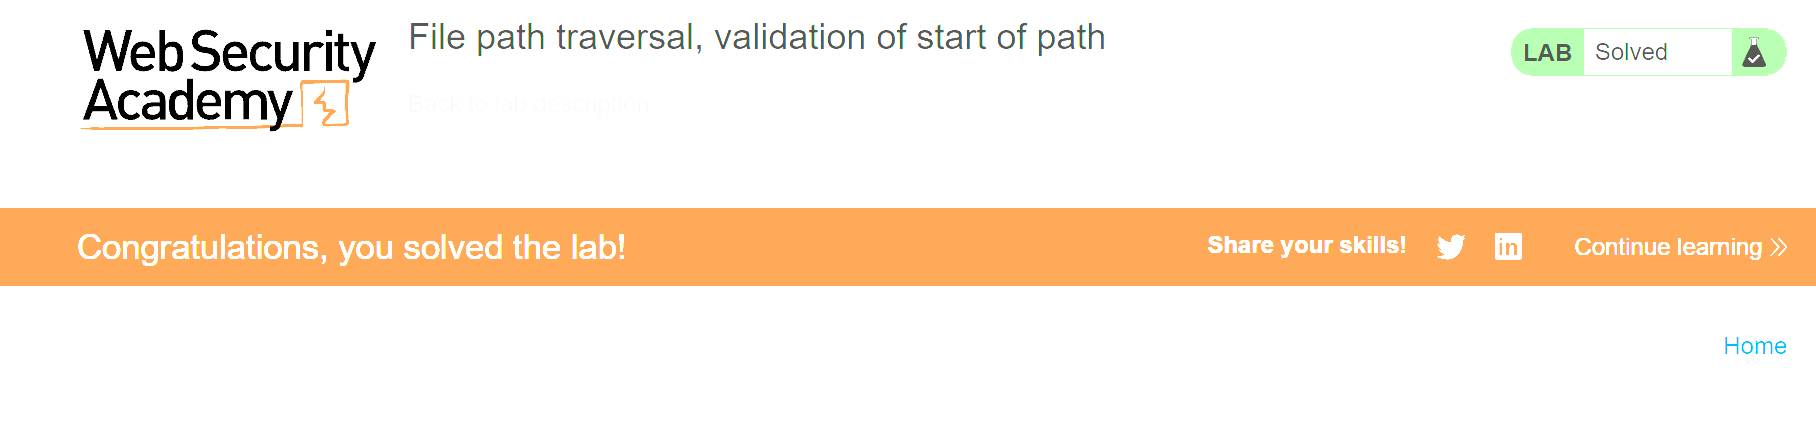 Web Security
Academy
File path traversal, validation of start of path
Back to lab description
LAB Solved
Congratulations, you solved the lab!
Share your skills!
Continue learning
Home